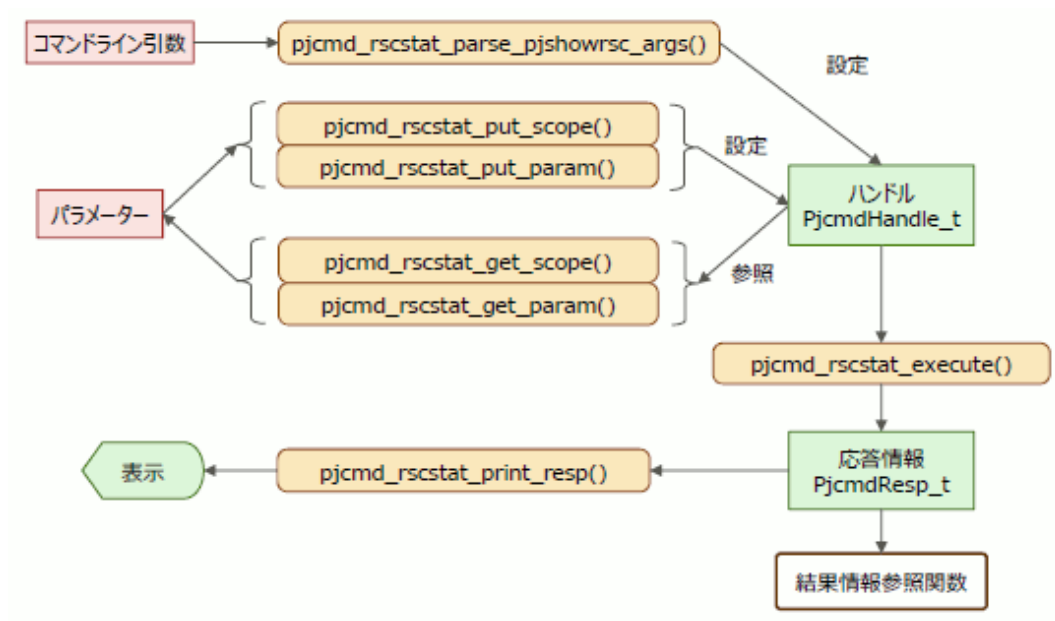 コマンドライン引数
pjcmd_rscstat_parse_pjshowrsc_args()
設定
pjcmd_rscstat_put_scope()
pjcmd_rscstat_put_param()
設定
パラメーター
ハンドル
PjcmdHandle_t
pjcmd_rscstat_get_scope()
pjcmd_rscstat_get_param()
参照
pjcmd_rscstat_execute()
表示
pjcmd_rscstat_print_resp()
応答情報
PjcmdResp_t
結果情報参照関数